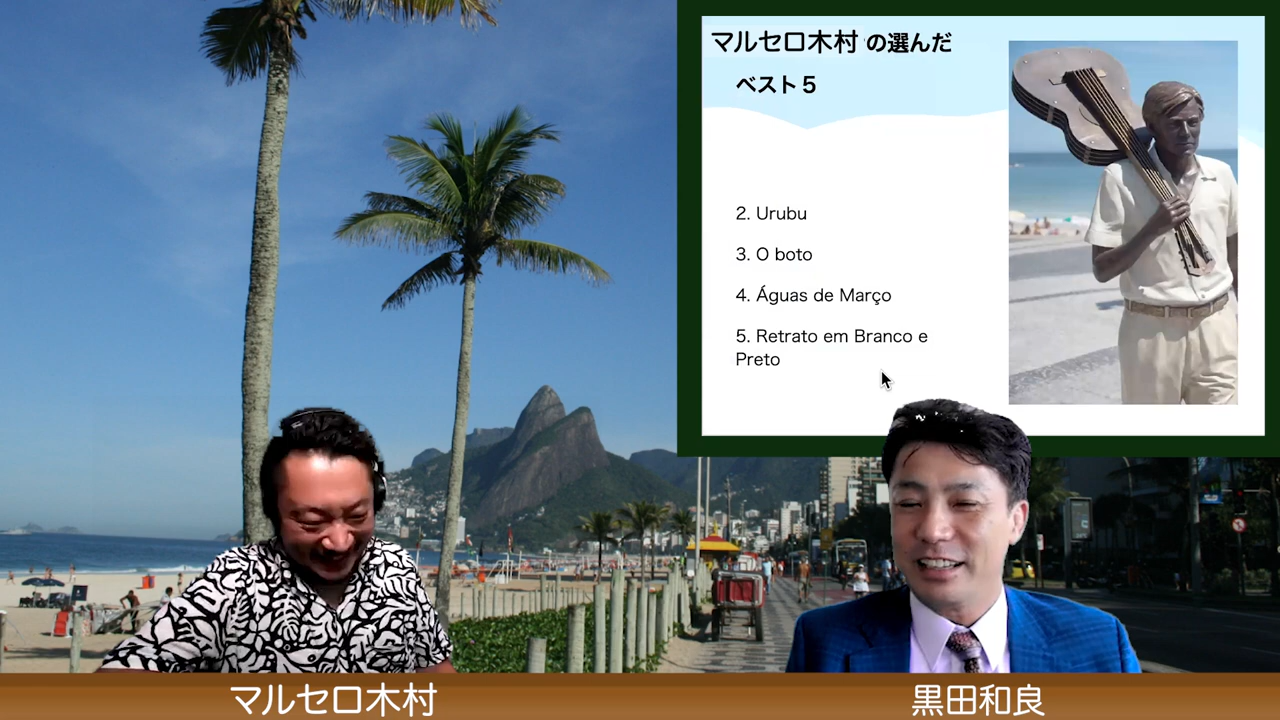 マルセロ木村 の選んだ
ベスト5
2. Urubu
3. O boto
4. Águas de Março
5. Retrato em Branco e
Preto
マルセロ木村
黒田和良